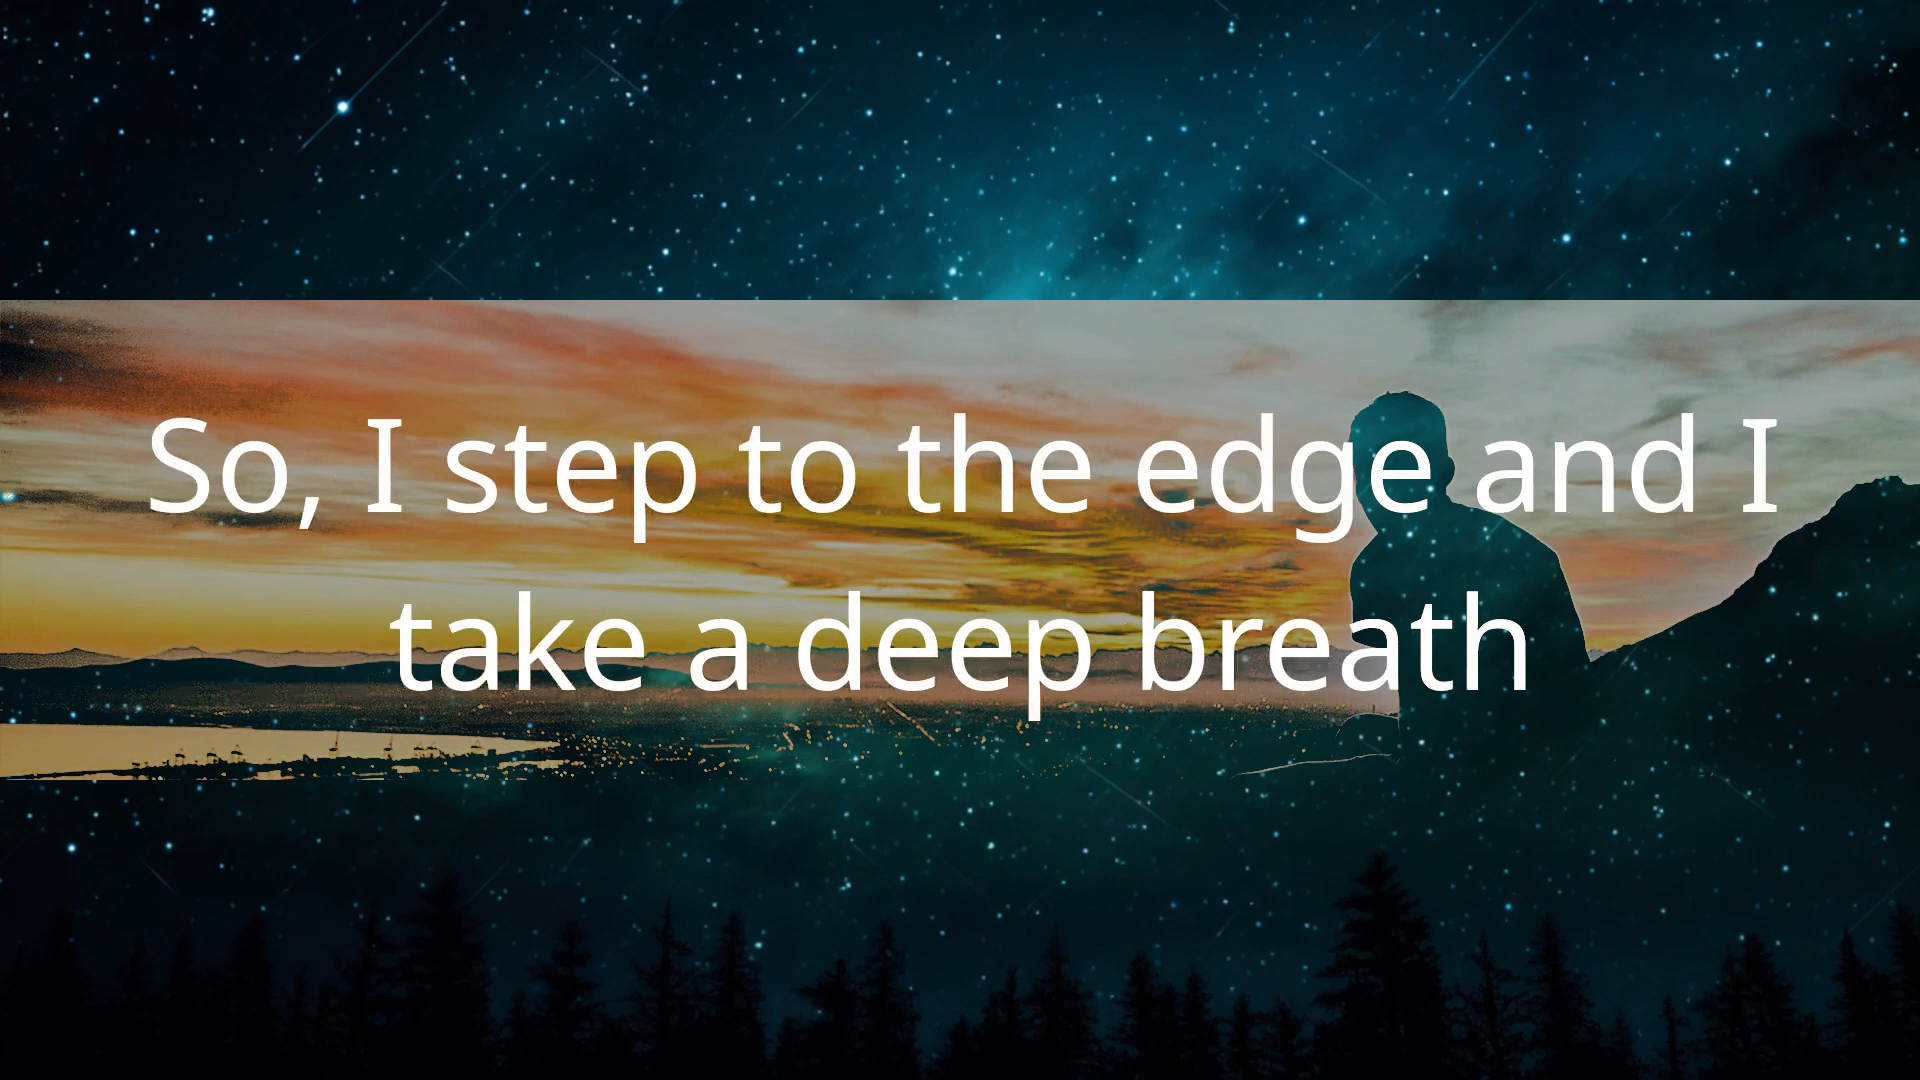 So, I step to the edge and I
take a deep breath